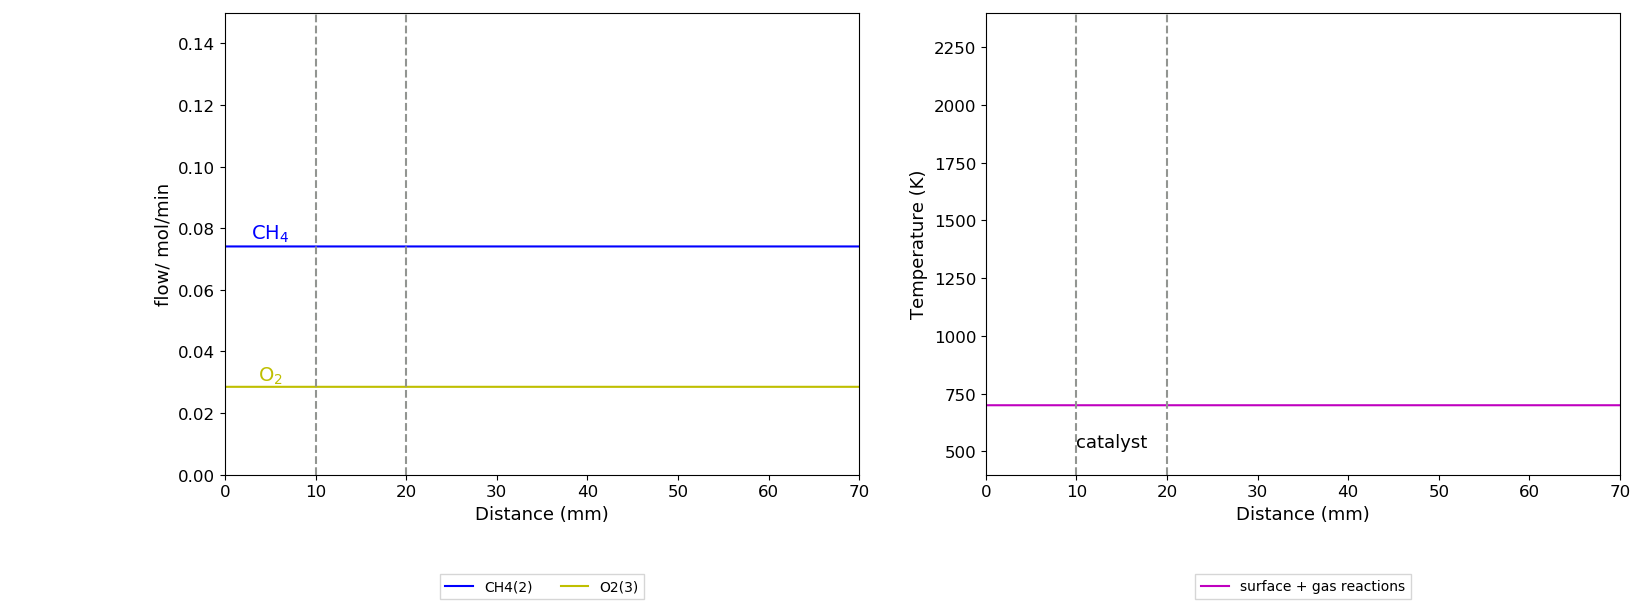 0.14
0.12
0.10
0.08
0.06
0.04
0.02
0.00
flow/ mol/min
CH₄
O₂
0 10 20 30 40 50 60 70
Distance (mm)
CH4(2) O2(3)
2250
2000
1750
1500
1250
1000
750
500
Temperature (K)
catalyst
0 10 20 30 40 50 60 70
Distance (mm)
surface + gas reactions